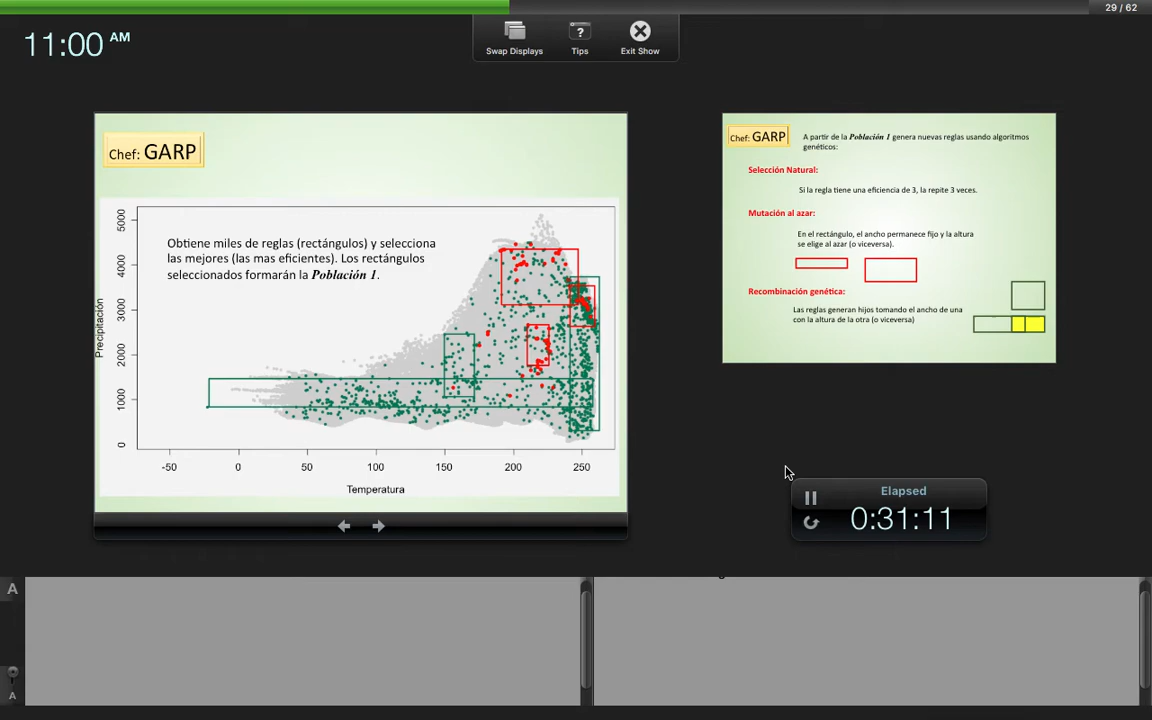 29 / 62
11:00 AM
Swap Displays
Tips
Exit Show
Chef: GARP
Obtiene miles de reglas (rectángulos) y selecciona
las mejores (las mas eficientes). Los rectángulos
seleccionados formarán la Población 1.
Precipitación
5000
4000
3000
2000
1000
0
-50 0 50 100 150 200 250
Temperatura
Chef: GARP
A partir de la Población 1 genera nuevas reglas usando algoritmos
genéticos:
Selección Natural:
Si la regla tiene una eficiencia de 3, la repite 3 veces.
Mutación al azar:
En el rectángulo, el ancho permanece fijo y la altura
se elige al azar (o viceversa).
Recombinación genética:
Las reglas generan hijos tomando el ancho de una
con la altura de la otra (o viceversa)
Elapsed
0:31:11
A
A